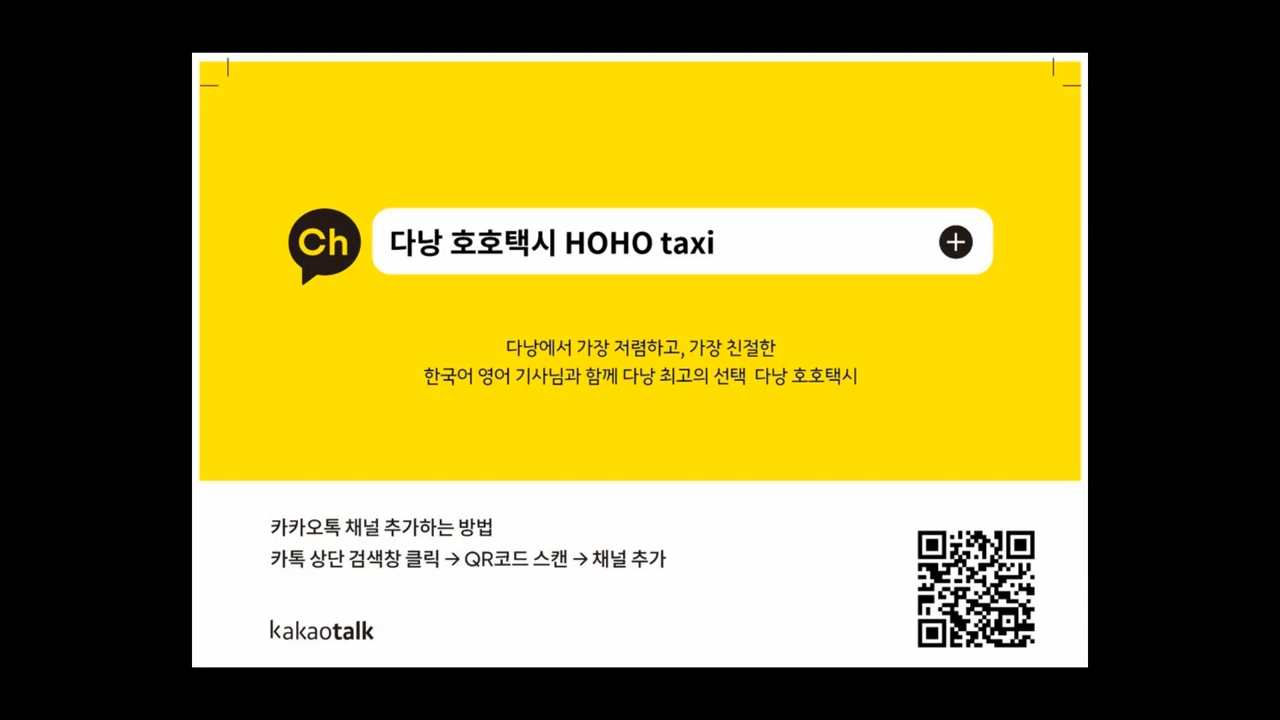 Ch 다낭 호호택시 HOHO taxi
다낭에서 가장 저렴하고, 가장 친절한
한국어 영어 기사님과 함께 다낭 최고의 선택 다낭 호호택시
카카오톡 채널 추가하는 방법
카톡 상단 검색창 클릭 → QR코드 스캔 → 채널 추가
kakaotalk